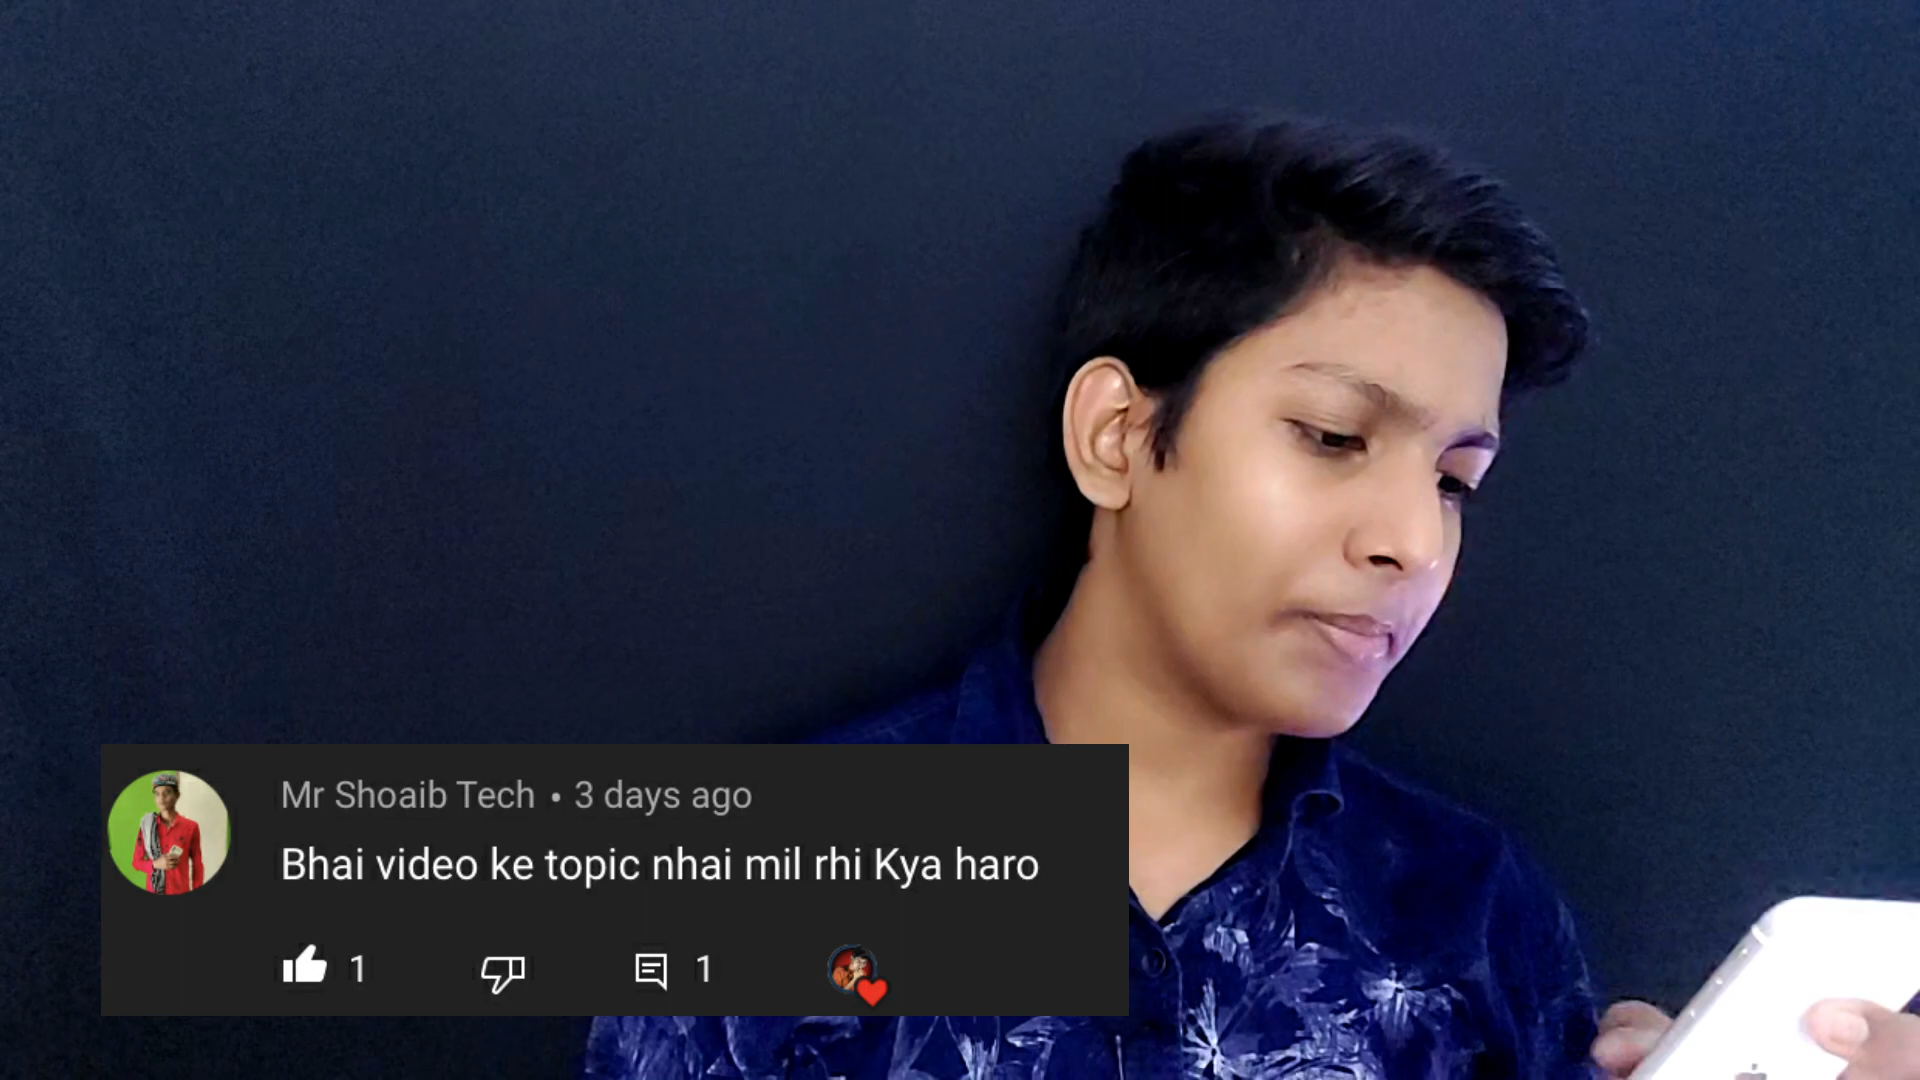 Mr Shoaib Tech • 3 days ago
Bhai video ke topic nhai mil rhi Kya haro
1 1